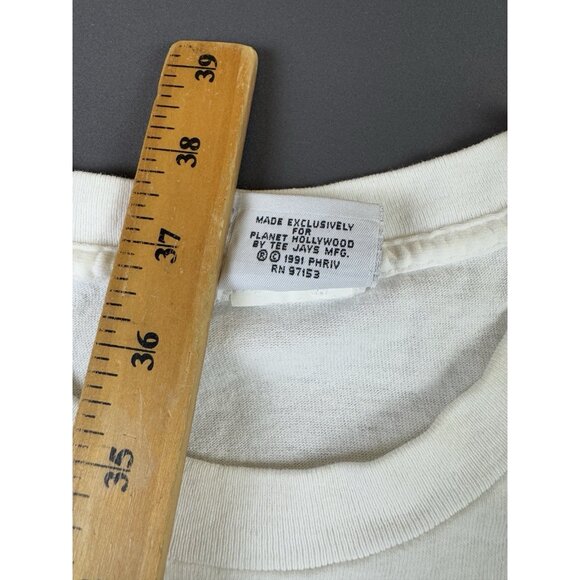 39
38
37
36
35
MADE EXCLUSIVELY
FOR
PLANET HOLLYWOOD
BY TEE JAYS MFG.
®© 1991 PHRIV
RN 97153